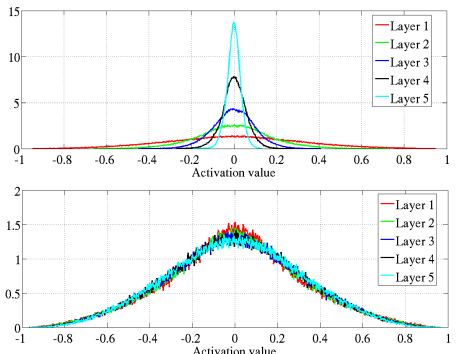 15
Layer 1
Layer 2
10
Layer 3
Layer 4
Layer 5
5
0
-1 -0.8 -0.6 -0.4 -0.2 0 0.2 0.4 0.6 0.8 1
Activation value
2
Layer 1
Layer 2
1.5
Layer 3
Layer 4
1
Layer 5
0.5
0
-1 -0.8 -0.6 -0.4 -0.2 0 0.2 0.4 0.6 0.8 1
Activation value